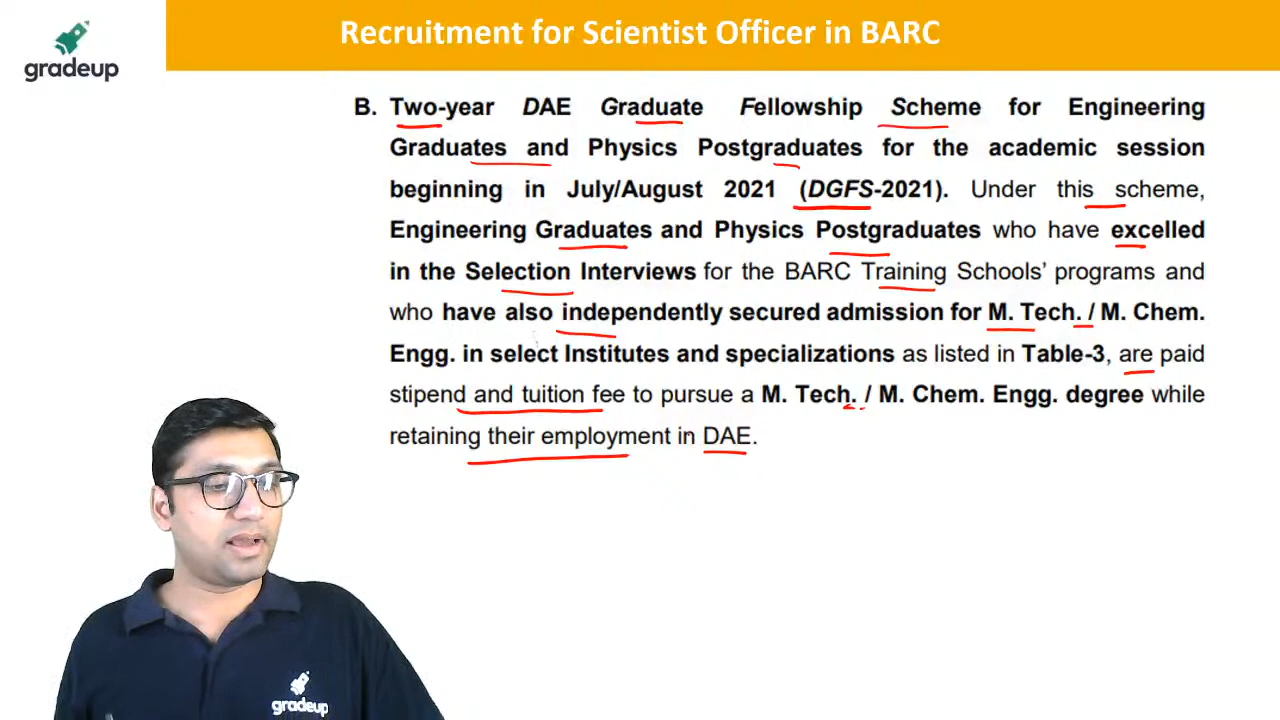 Recruitment for Scientist Officer in BARC
gradeup
B. Two-year DAE Graduate Fellowship Scheme for Engineering
Graduates and Physics Postgraduates for the academic session
beginning in July/August 2021 (DGFS-2021). Under this scheme,
Engineering Graduates and Physics Postgraduates who have excelled
in the Selection Interviews for the BARC Training Schools' programs and
who have also independently secured admission for M. Tech. / M. Chem.
Engg. in select Institutes and specializations as listed in Table-3, are paid
stipend and tuition fee to pursue a M. Tech. / M. Chem. Engg. degree while
retaining their employment in DAE.
gradeup